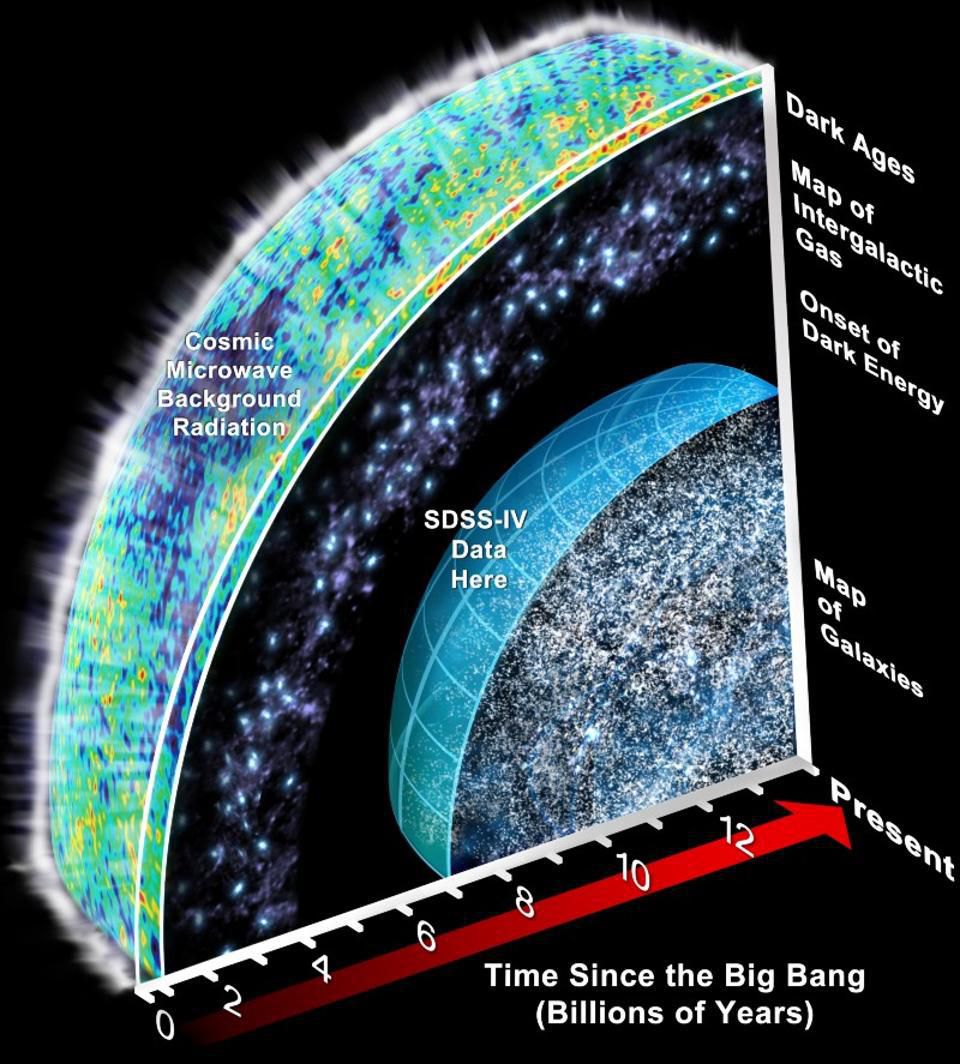 Dark Ages
Map of
Intergalactic
Gas
Onset of
Dark Energy
Cosmic
Microwave
Background
Radiation
SDSS-IV
Data
Here
Map
of
Galaxies
Present
0
2
4
6
8
10
12
Time Since the Big Bang
(Billions of Years)